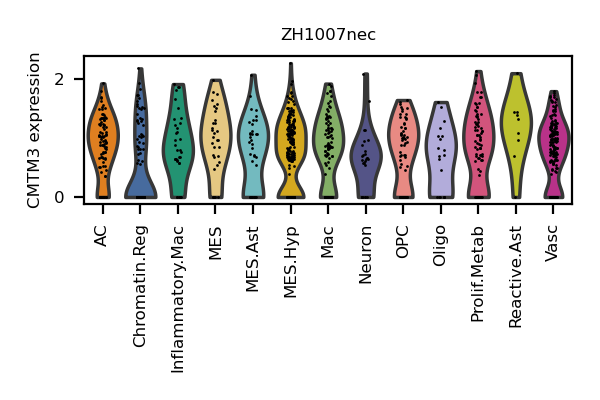 ZH1007nec
CMTM3 expression
2
0
AC
Chromatin.Reg
Inflammatory.Mac
MES
MES.Ast
MES.Hyp
Mac
Neuron
OPC
Oligo
Prolif.Metab
Reactive.Ast
Vasc